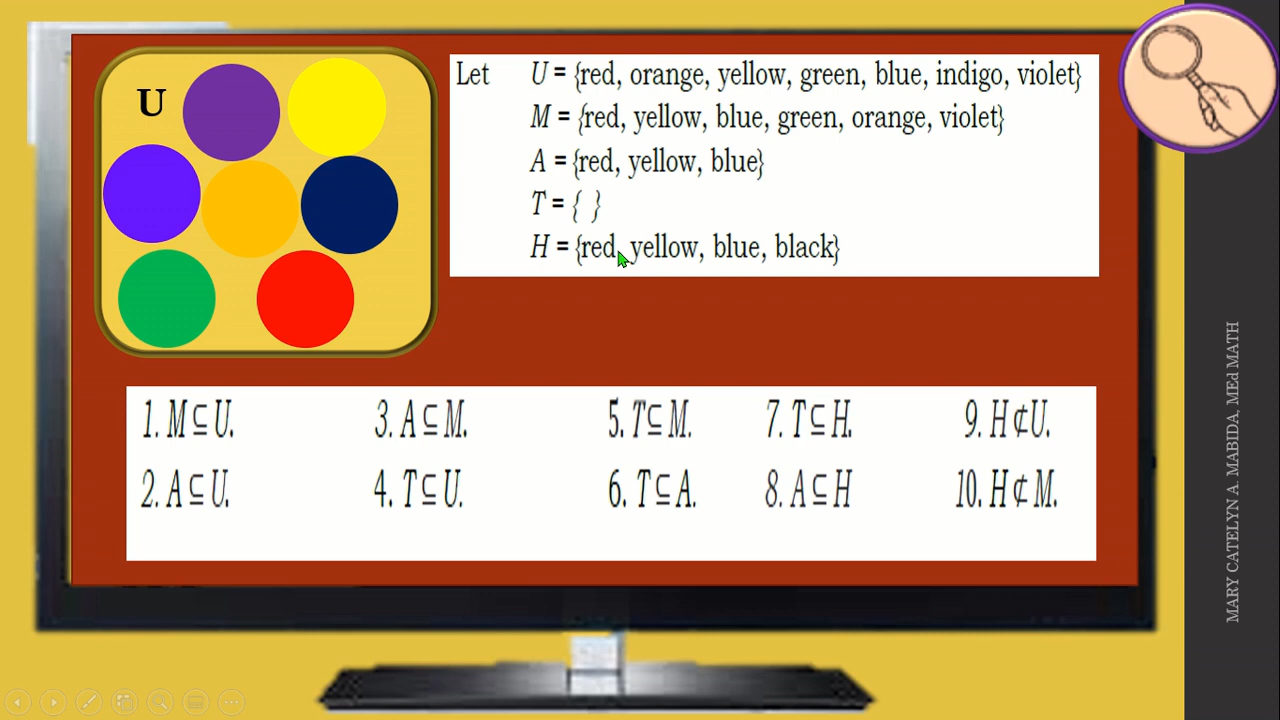 U
Let U = {red, orange, yellow, green, blue, indigo, violet}
M = {red, yellow, blue, green, orange, violet}
A = {red, yellow, blue}
T = { }
H = {red, yellow, blue, black}
1. M ⊆ U. 3. A ⊆ M. 5. T ⊆ M. 7. T ⊆ H. 9. H ⊄ U.
2. A ⊆ U. 4. T ⊆ U. 6. T ⊆ A. 8. A ⊆ H 10. H ⊄ M.
MARY CATELYN A. MABIDA, MEd MATH